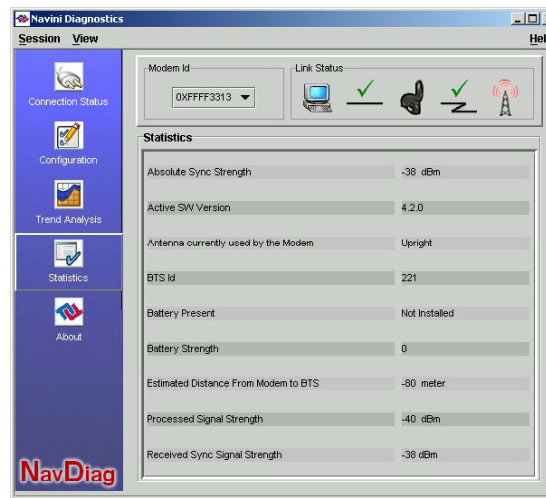 Navini Diagnostics
Session View Hel
Modem Id
0XFFFF3313
Link Status
Connection Status
Configuration
Trend Analysis
Statistics
About
NavDiag
Statistics
Absolute Sync Strength -38 dBm
Active SW Version 4.2.0
Antenna currently used by the Modem Upright
BTS Id 221
Battery Present Not Installed
Battery Strength 0
Estimated Distance From Modem to BTS -80 meter
Processed Signal Strength -40 dBm
Received Sync Signal Strength -38 dBm